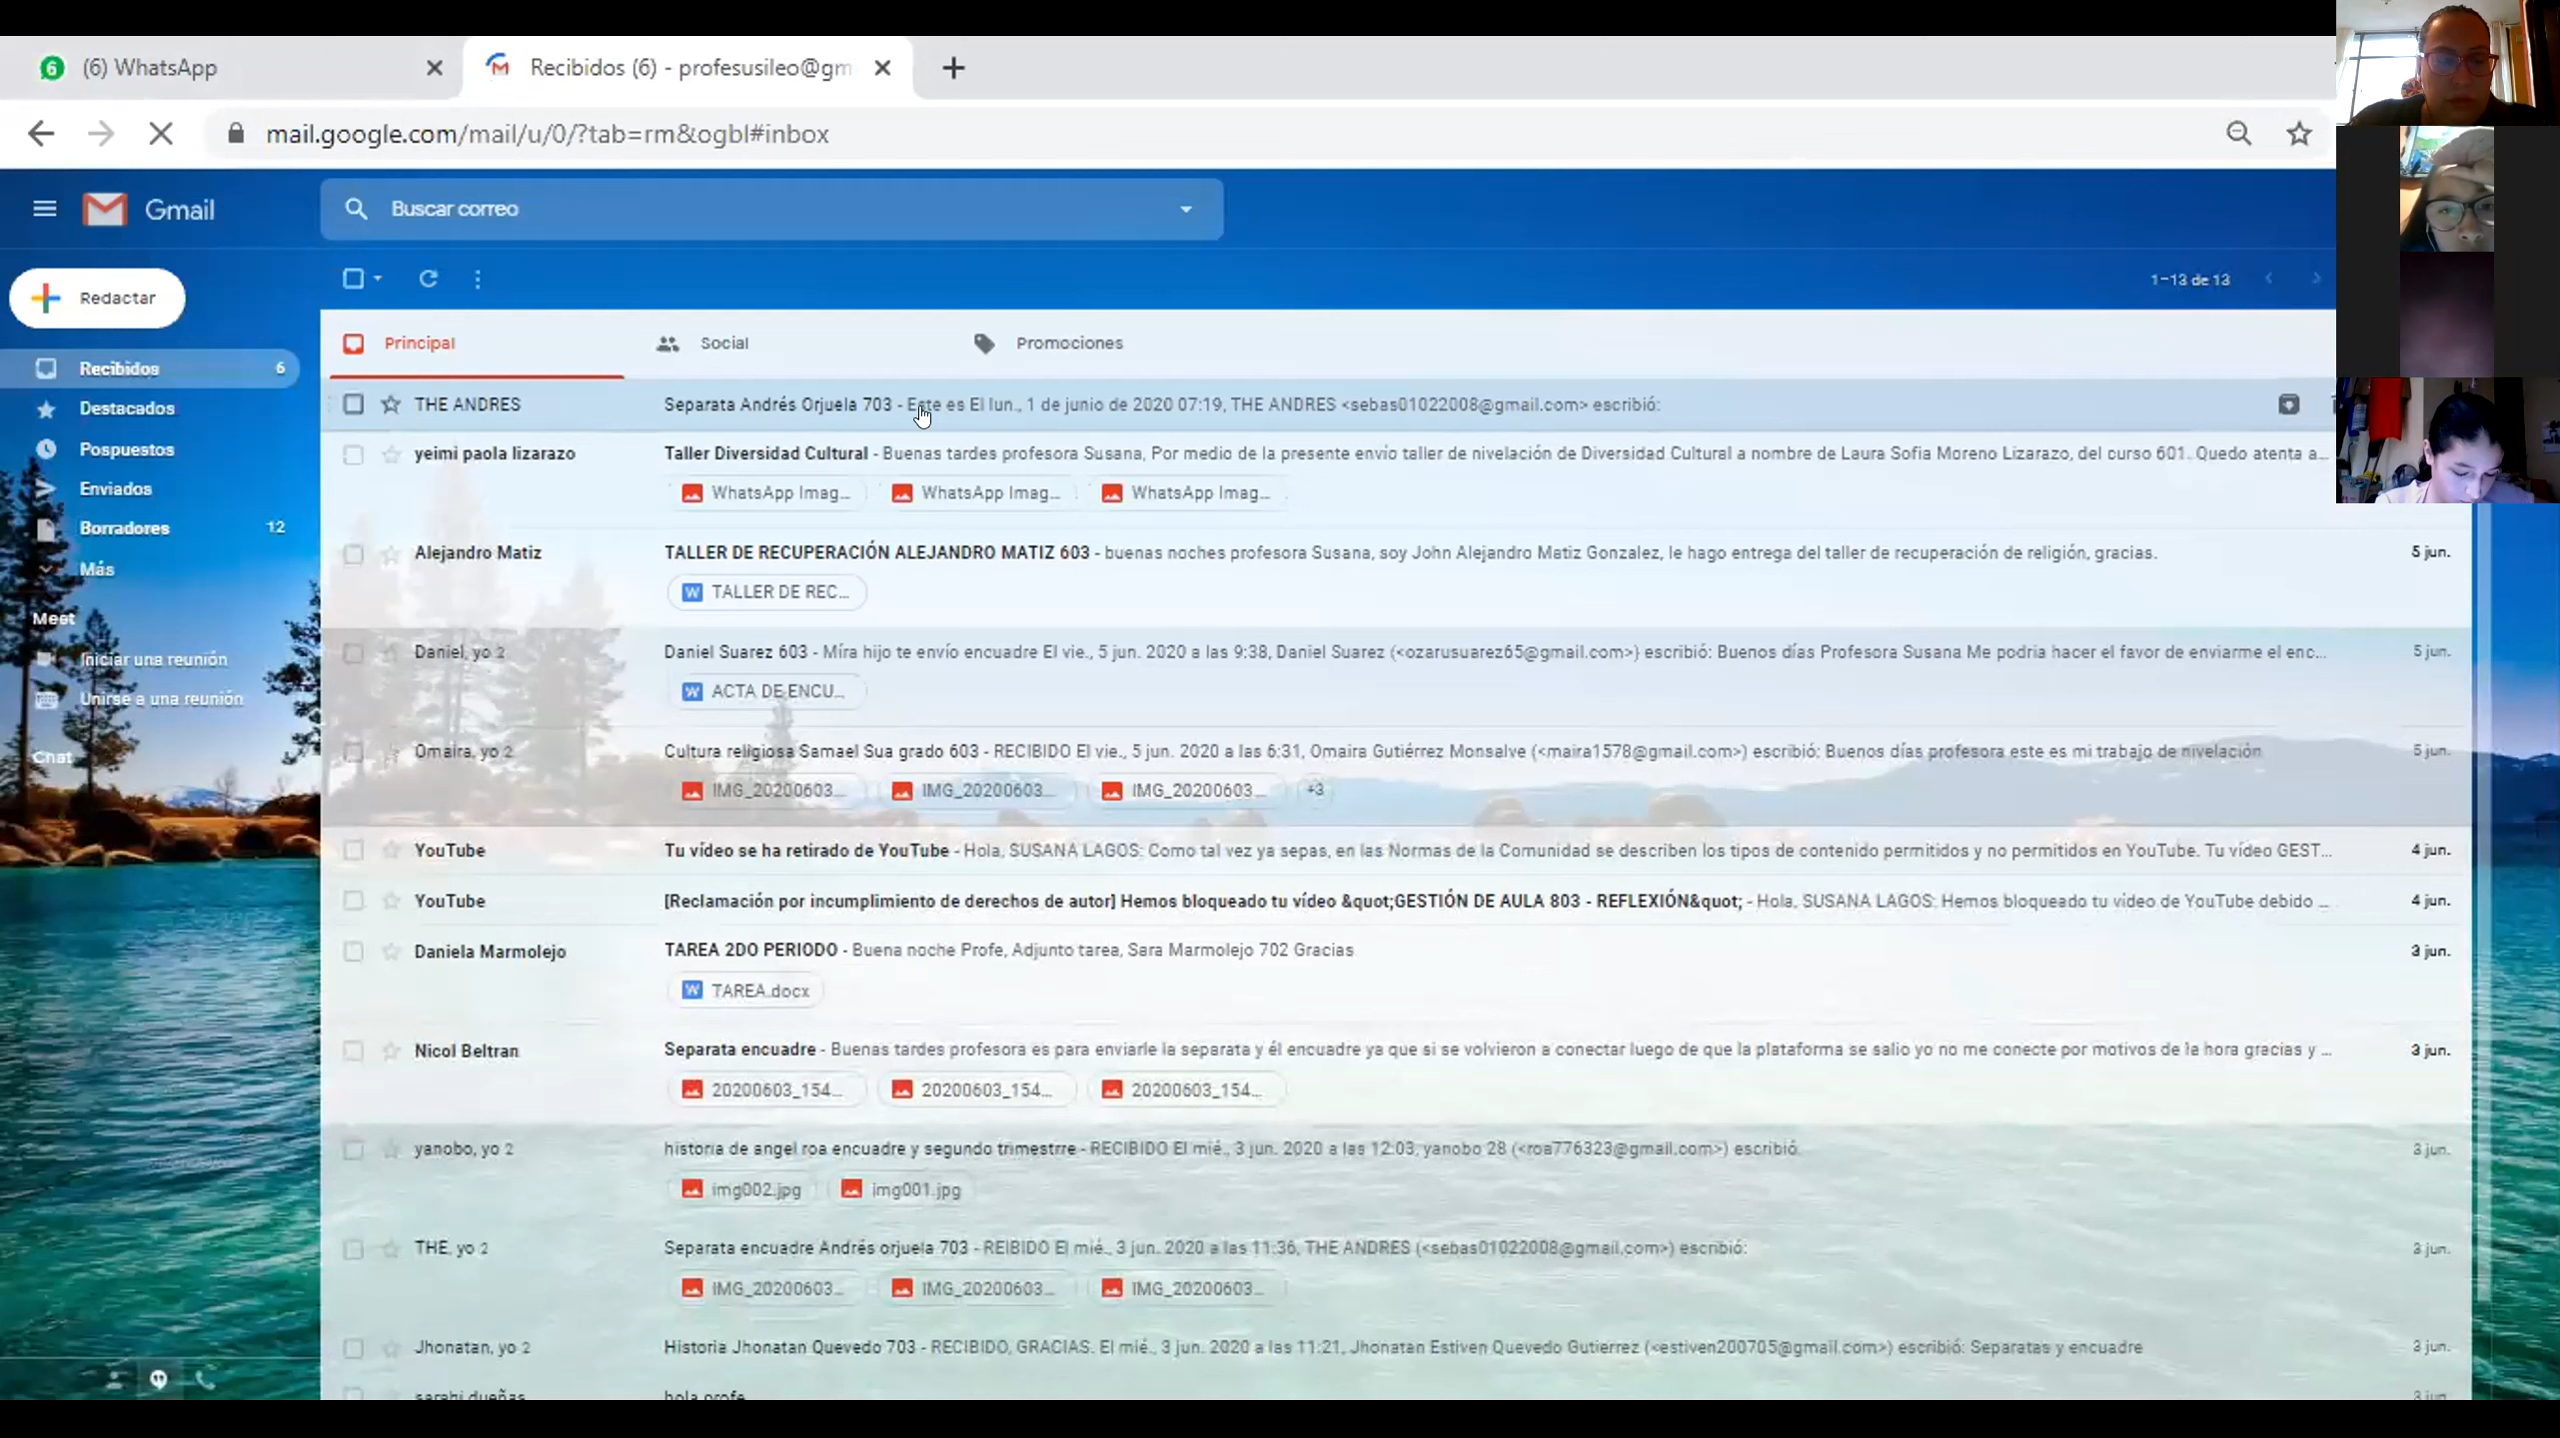 6 (6) WhatsApp
Recibidos (6) - profesusileo@gm
mail.google.com/mail/u/0/?tab=rm&ogbl#inbox
Gmail
Buscar correo
1–13 de 13
Redactar
Principal
Social
Promociones
Recibidos 6
Destacados
Pospuestos
Enviados
Borradores 12
Más
Meet
Iniciar una reunión
Unirse a una reunión
Chat
THE ANDRES Separata Andrés Orjuela 703 - Este es El lun., 1 de junio de 2020 07:19, THE ANDRES <sebas01022008@gmail.com> escribió:
yeimi paola lizarazo Taller Diversidad Cultural - Buenas tardes profesora Susana, Por medio de la presente envío taller de nivelación de Diversidad Cultural a nombre de Laura Sofia Moreno Lizarazo, del curso 601. Quedo atenta a...
WhatsApp Imag... WhatsApp Imag... WhatsApp Imag...
Alejandro Matiz TALLER DE RECUPERACIÓN ALEJANDRO MATIZ 603 - buenas noches profesora Susana, soy John Alejandro Matiz Gonzalez, le hago entrega del taller de recuperación de religión, gracias. 5 jun.
TALLER DE REC...
Daniel, yo 2 Daniel Suarez 603 - Míra hijo te envío encuadre El vie., 5 jun. 2020 a las 9:38, Daniel Suarez (<ozarusuarez65@gmail.com>) escribió: Buenos días Profesora Susana Me podria hacer el favor de enviarme el enc... 5 jun.
ACTA DE ENCU...
Omaira, yo 2 Cultura religiosa Samael Sua grado 603 - RECIBIDO El vie., 5 jun. 2020 a las 6:31, Omaira Gutiérrez Monsalve (<maira1578@gmail.com>) escribió: Buenos días profesora este es mi trabajo de nivelación 5 jun.
IMG_20200603... IMG_20200603... IMG_20200603... +3
YouTube Tu vídeo se ha retirado de YouTube - Hola, SUSANA LAGOS: Como tal vez ya sepas, en las Normas de la Comunidad se describen los tipos de contenido permitidos y no permitidos en YouTube. Tu vídeo GEST... 4 jun.
YouTube [Reclamación por incumplimiento de derechos de autor] Hemos bloqueado tu vídeo &quot;GESTIÓN DE AULA 803 - REFLEXIÓN&quot; - Hola, SUSANA LAGOS: Hemos bloqueado tu vídeo de YouTube debido ... 4 jun.
Daniela Marmolejo TAREA 2DO PERIODO - Buena noche Profe, Adjunto tarea, Sara Marmolejo 702 Gracias 3 jun.
TAREA.docx
Nicol Beltran Separata encuadre - Buenas tardes profesora es para enviarle la separata y él encuadre ya que si se volvieron a conectar luego de que la plataforma se salio yo no me conecte por motivos de la hora gracias y ... 3 jun.
20200603_154... 20200603_154... 20200603_154...
yanobo, yo 2 historia de angel roa encuadre y segundo trimestrre - RECIBIDO El mié., 3 jun. 2020 a las 12:03, yanobo 28 (<roa776323@gmail.com>) escribió: 3 jun.
img002.jpg img001.jpg
THE, yo 2 Separata encuadre Andrés orjuela 703 - REIBIDO El mié., 3 jun. 2020 a las 11:36, THE ANDRES (<sebas01022008@gmail.com>) escribió: 3 jun.
IMG_20200603... IMG_20200603... IMG_20200603...
Jhonatan, yo 2 Historia Jhonatan Quevedo 703 - RECIBIDO, GRACIAS. El mié., 3 jun. 2020 a las 11:21, Jhonatan Estiven Quevedo Gutierrez (<estiven200705@gmail.com>) escribió: Separatas y encuadre 3 jun.
sarahi dueñas hola profe 3 jun.